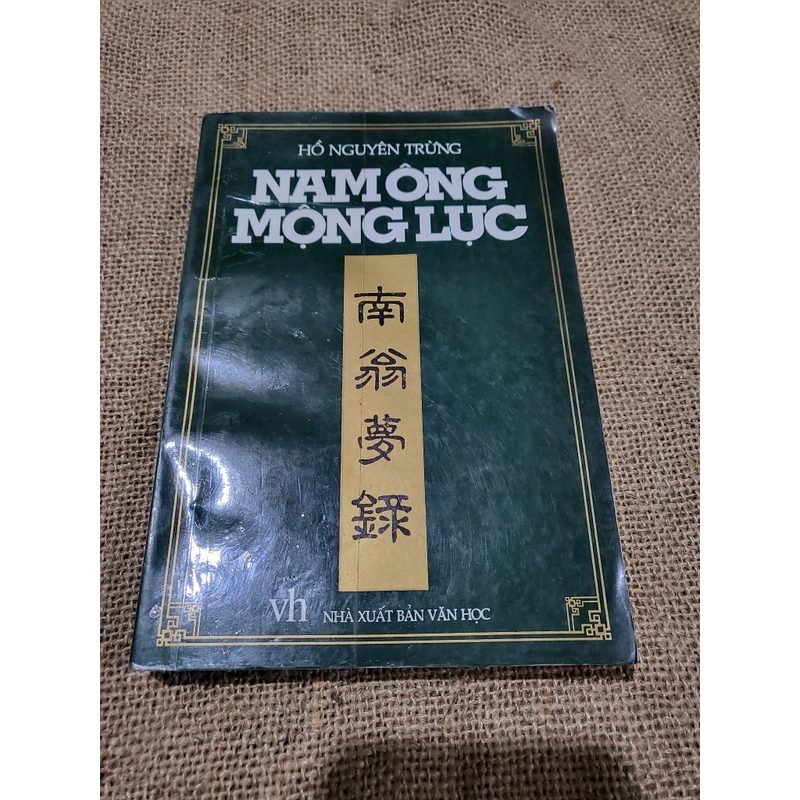 HỒ NGUYÊN TRỪNG
NAM ÔNG
MỘNG LỤC
南
翁
夢
錄
vh NHÀ XUẤT BẢN VĂN HỌC